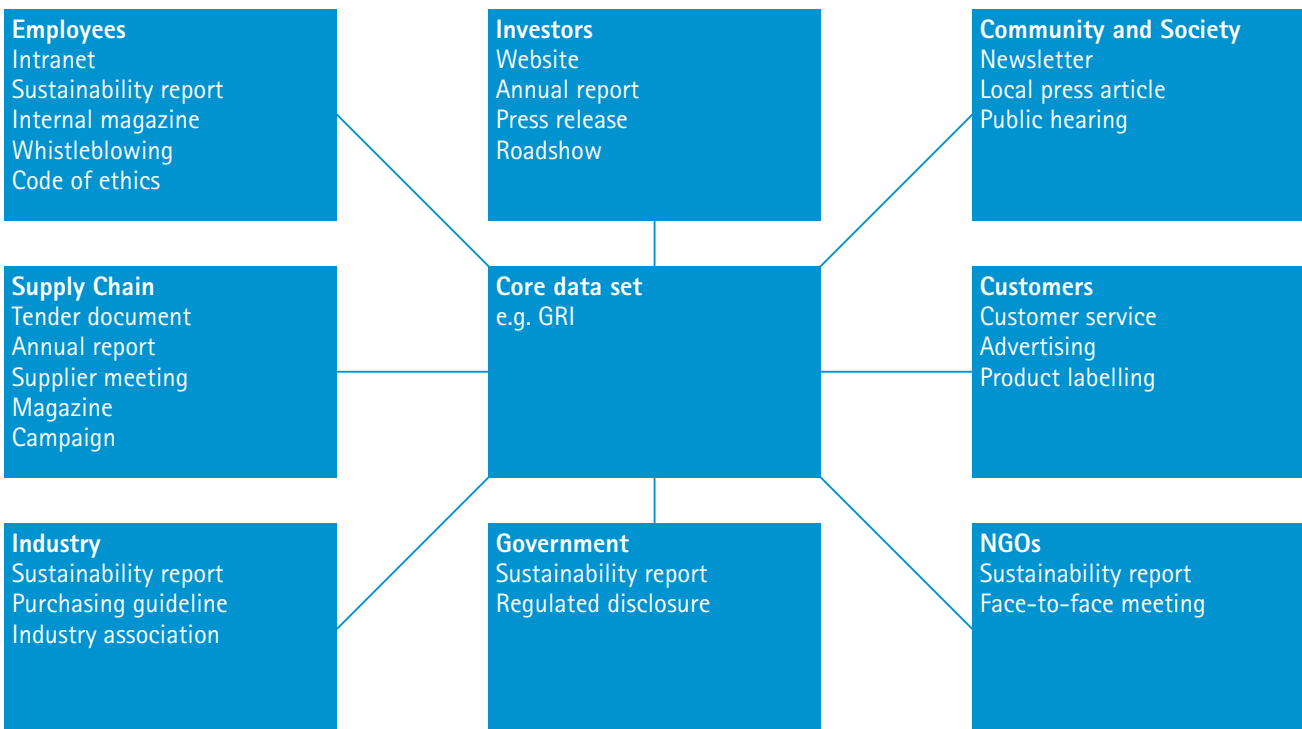 Employees
Intranet
Sustainability report
Internal magazine
Whistleblowing
Code of ethics
Investors
Website
Annual report
Press release
Roadshow
Community and Society
Newsletter
Local press article
Public hearing
Supply Chain
Tender document
Annual report
Supplier meeting
Magazine
Campaign
Core data set
e.g. GRI
Customers
Customer service
Advertising
Product labelling
Industry
Sustainability report
Purchasing guideline
Industry association
Government
Sustainability report
Regulated disclosure
NGOs
Sustainability report
Face-to-face meeting